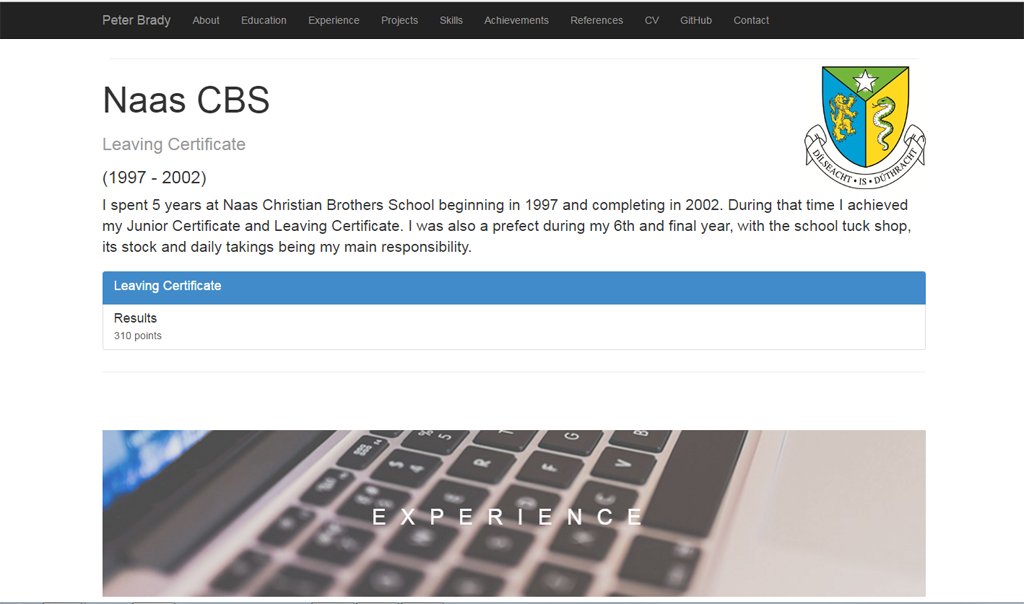 Peter Brady About Education Experience Projects Skills Achievements References CV GitHub Contact
Naas CBS
Leaving Certificate
(1997 - 2002)
DÍLSEACHT • IS • DÚTHRACHT
I spent 5 years at Naas Christian Brothers School beginning in 1997 and completing in 2002. During that time I achieved
my Junior Certificate and Leaving Certificate. I was also a prefect during my 6th and final year, with the school tuck shop,
its stock and daily takings being my main responsibility.
Leaving Certificate
Results
310 points
EXPERIENCE